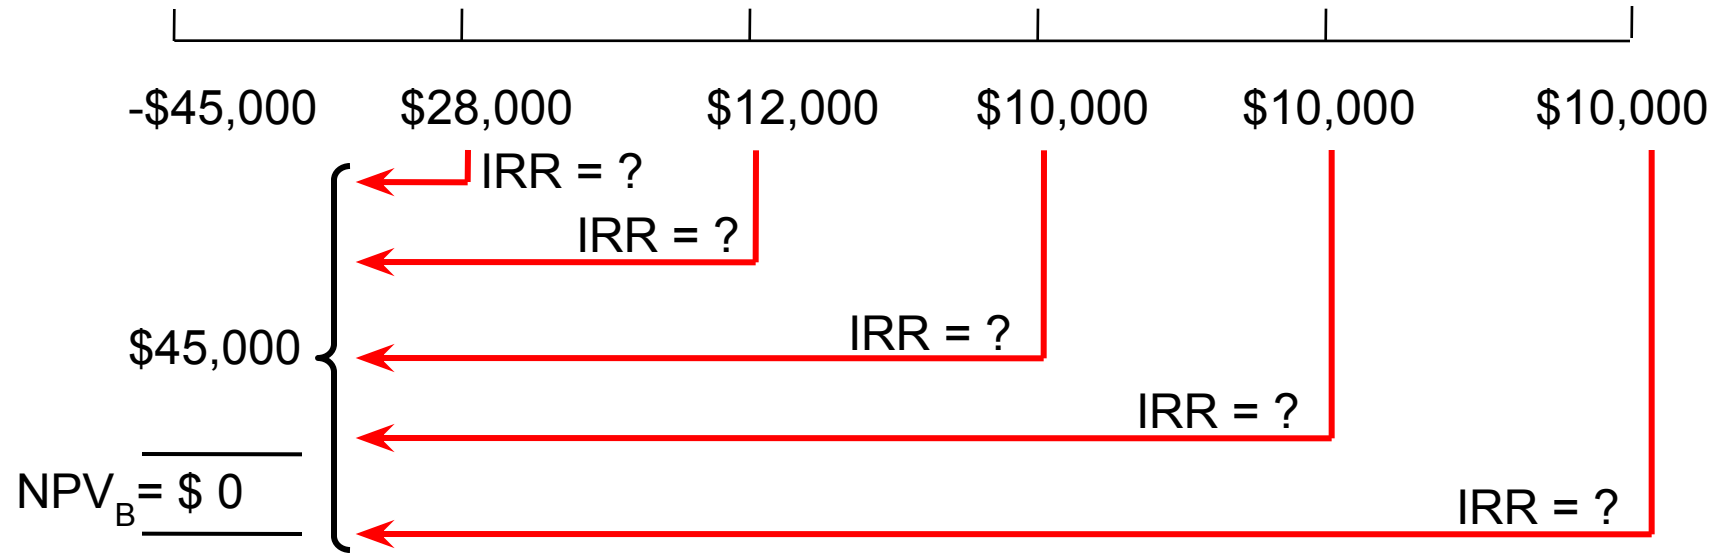 -$45,000 $28,000 $12,000 $10,000 $10,000 $10,000
IRR = ?
IRR = ?
$45,000 IRR = ?
IRR = ?
NPVB= $ 0 IRR = ?